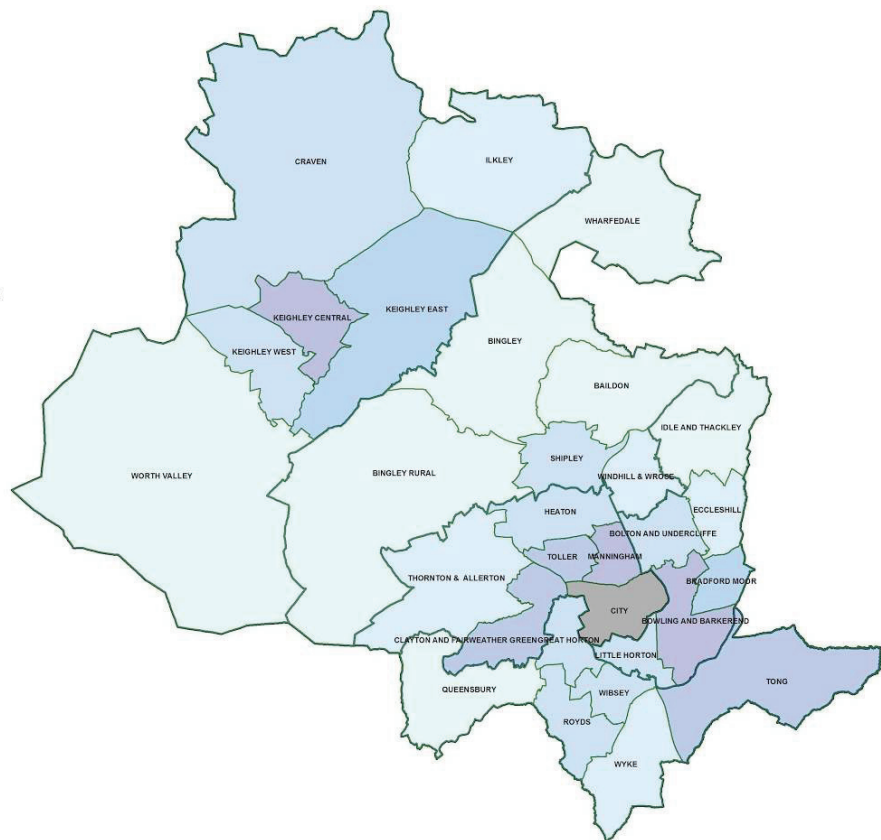 CRAVEN
ILKLEY
WHARFEDALE
KEIGHLEY CENTRAL
KEIGHLEY EAST
KEIGHLEY WEST
BINGLEY
BAILDON
IDLE AND THACKLEY
SHIPLEY
WORTH VALLEY
BINGLEY RURAL
WINDHILL & WROSE
ECCLESHILL
HEATON
BOLTON AND UNDERCLIFFE
TOLLER
MANNINGHAM
THORNTON & ALLERTON
BRADFORD MOOR
CITY
BOWLING AND BARKEREND
CLAYTON AND FAIRWEATHER GREEN
GREAT HORTON
LITTLE HORTON
TONG
QUEENSBURY
WIBSEY
ROYDS
WYKE